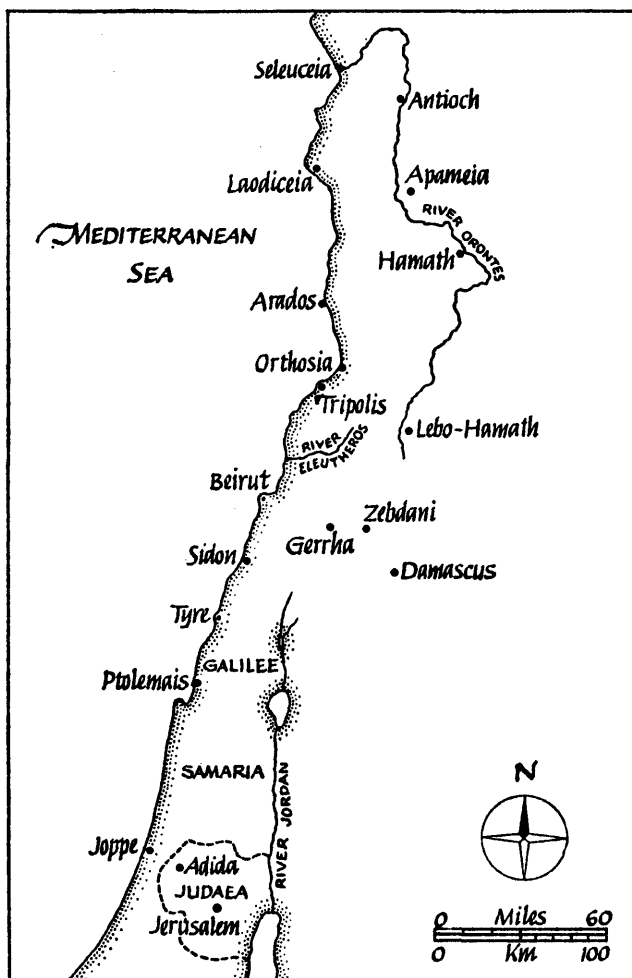 Seleuceia
Antioch
Laodiceia
Apameia
RIVER ORONTES
MEDITERRANEAN
SEA
Hamath
Arados
Orthosia
Tripolis
Lebo-Hamath
RIVER
ELEUTHEROS
Beirut
Zebdani
Gerrha
Sidon
Damascus
Tyre
GALILEE
Ptolemais
SAMARIA
RIVER JORDAN
N
Joppe
Adida
JUDAEA
Jerusalem
0 Miles 60
0 Km 100